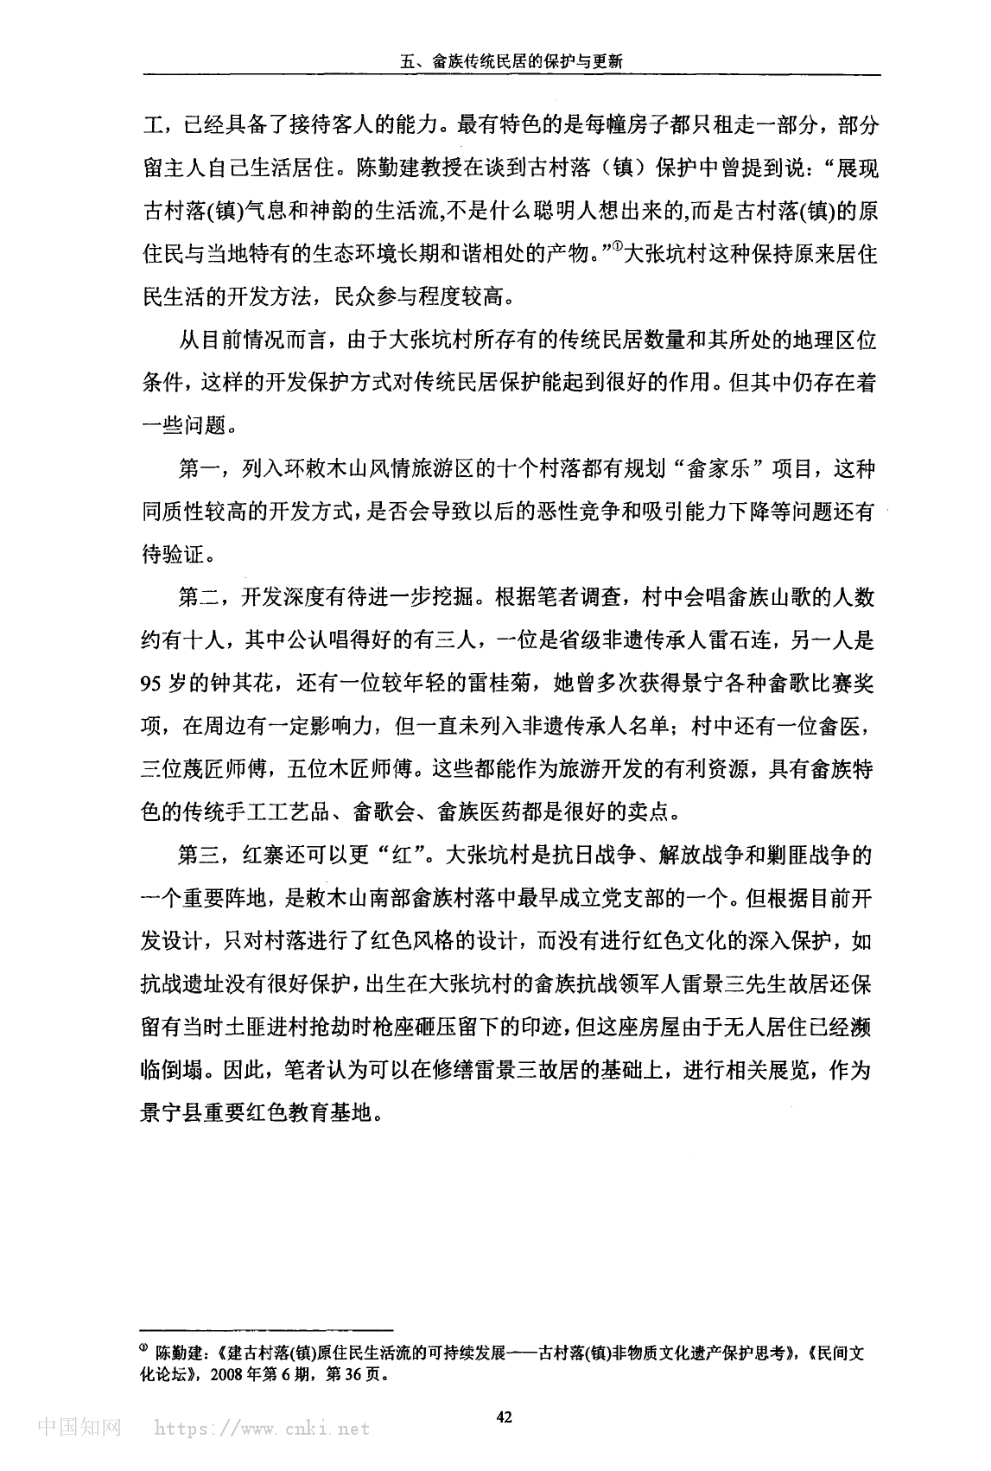 五、畲族传统民居的保护与更新
工，已经具备了接待客人的能力。最有特色的是每幢房子都只租走一部分，部分
留主人自己生活居住。陈勤建教授在谈到古村落（镇）保护中曾提到说：“展现
古村落(镇)气息和神韵的生活流,不是什么聪明人想出来的,而是古村落(镇)的原
住民与当地特有的生态环境长期和谐相处的产物。”①大张坑村这种保持原来居住
民生活的开发方法，民众参与程度较高。
从目前情况而言，由于大张坑村所存有的传统民居数量和其所处的地理区位
条件，这样的开发保护方式对传统民居保护能起到很好的作用。但其中仍存在着
一些问题。
第一，列入环敕木山风情旅游区的十个村落都有规划“畲家乐”项目，这种
同质性较高的开发方式，是否会导致以后的恶性竞争和吸引能力下降等问题还有
待验证。
第二，开发深度有待进一步挖掘。根据笔者调查，村中会唱畲族山歌的人数
约有十人，其中公认唱得好的有三人，一位是省级非遗传承人雷石连，另一人是
95 岁的钟其花，还有一位较年轻的雷桂菊，她曾多次获得景宁各种畲歌比赛奖
项，在周边有一定影响力，但一直未列入非遗传承人名单；村中还有一位畲医，
三位蔑匠师傅，五位木匠师傅。这些都能作为旅游开发的有利资源，具有畲族特
色的传统手工工艺品、畲歌会、畲族医药都是很好的卖点。
第三，红寨还可以更“红”。大张坑村是抗日战争、解放战争和剿匪战争的
一个重要阵地，是敕木山南部畲族村落中最早成立党支部的一个。但根据目前开
发设计，只对村落进行了红色风格的设计，而没有进行红色文化的深入保护，如
抗战遗址没有很好保护，出生在大张坑村的畲族抗战领军人雷景三先生故居还保
留有当时土匪进村抢劫时枪座砸压留下的印迹，但这座房屋由于无人居住已经濒
临倒塌。因此，笔者认为可以在修缮雷景三故居的基础上，进行相关展览，作为
景宁县重要红色教育基地。
① 陈勤建：《建古村落(镇)原住民生活流的可持续发展——古村落(镇)非物质文化遗产保护思考》，《民间文
化论坛》，2008 年第 6 期，第 36 页。
42
中国知网 https://www.cnki.net